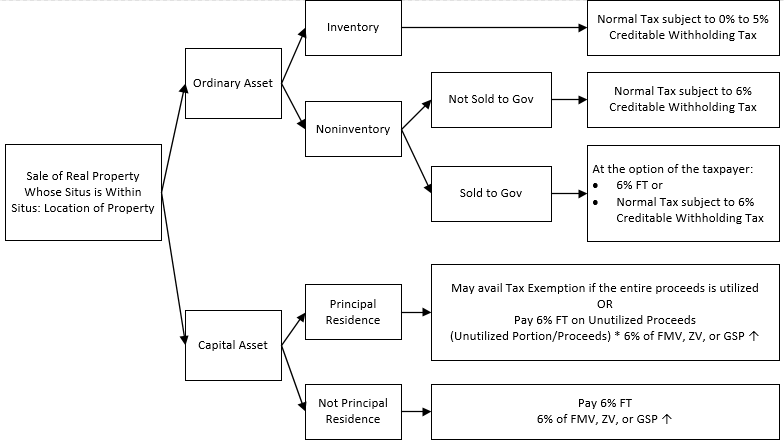 Inventory
Normal Tax subject to 0% to 5%
Creditable Withholding Tax
Ordinary Asset
Not Sold to Gov
Normal Tax subject to 6%
Creditable Withholding Tax
Noninventory
Sale of Real Property
Whose Situs is Within
Situs: Location of Property
Sold to Gov
At the option of the taxpayer:
• 6% FT or
• Normal Tax subject to 6%
Creditable Withholding Tax
Principal
Residence
May avail Tax Exemption if the entire proceeds is utilized
OR
Pay 6% FT on Unutilized Proceeds
(Unutilized Portion/Proceeds) * 6% of FMV, ZV, or GSP ↑
Capital Asset
Not Principal
Residence
Pay 6% FT
6% of FMV, ZV, or GSP ↑